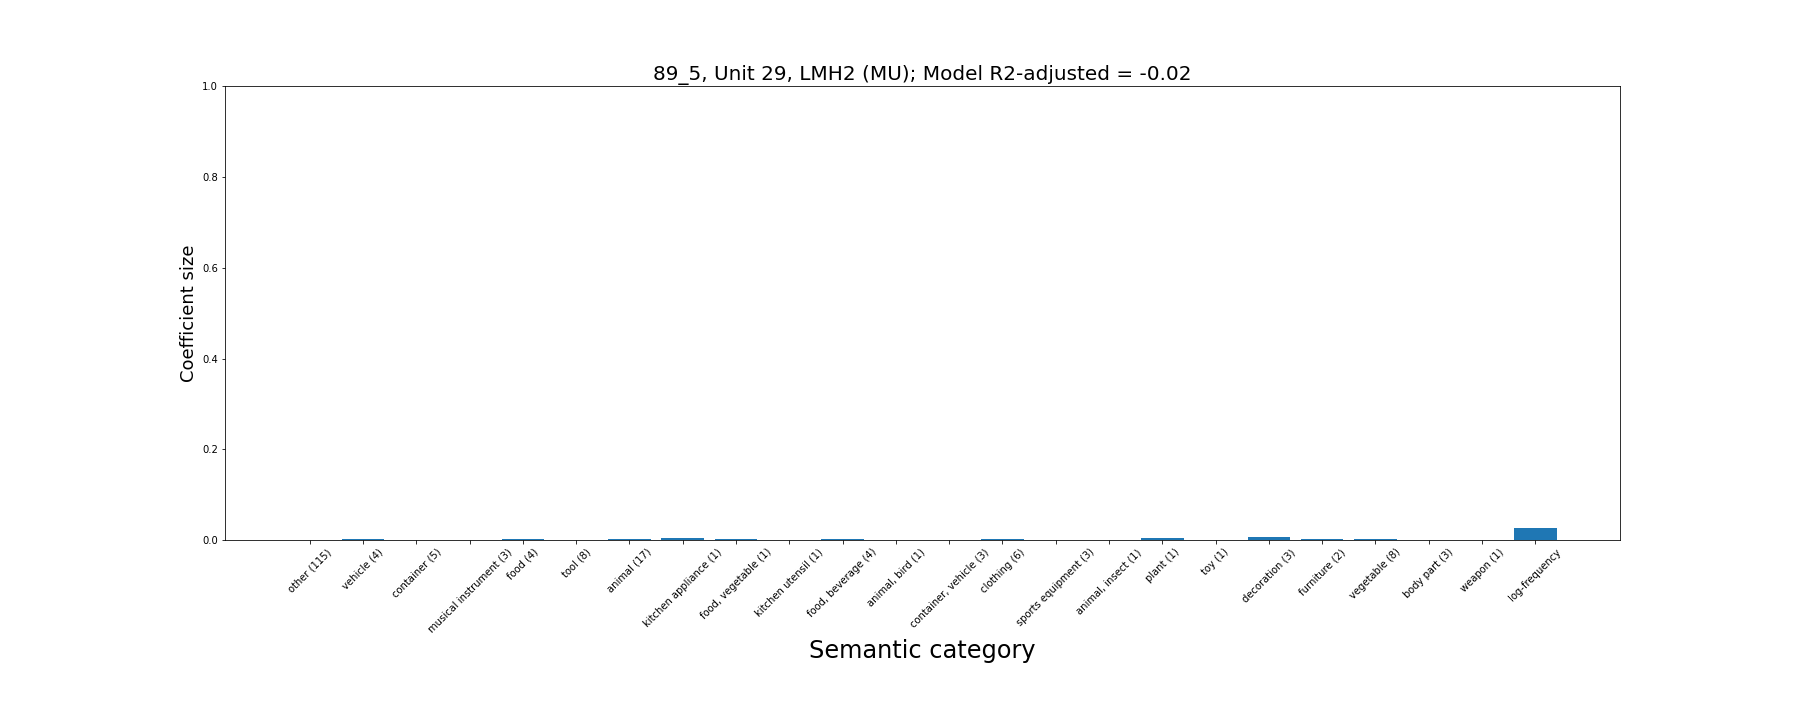 89_5, Unit 29, LMH2 (MU); Model R2-adjusted = -0.02
Coefficient size
1.0
0.8
0.6
0.4
0.2
0.0
other (115)
vehicle (4)
container (5)
musical instrument (3)
food (4)
tool (8)
animal (17)
kitchen appliance (1)
food, vegetable (1)
kitchen utensil (1)
food, beverage (4)
animal, bird (1)
container, vehicle (3)
clothing (6)
sports equipment (3)
animal, insect (1)
plant (1)
toy (1)
decoration (3)
furniture (2)
vegetable (8)
body part (3)
weapon (1)
log-frequency
Semantic category